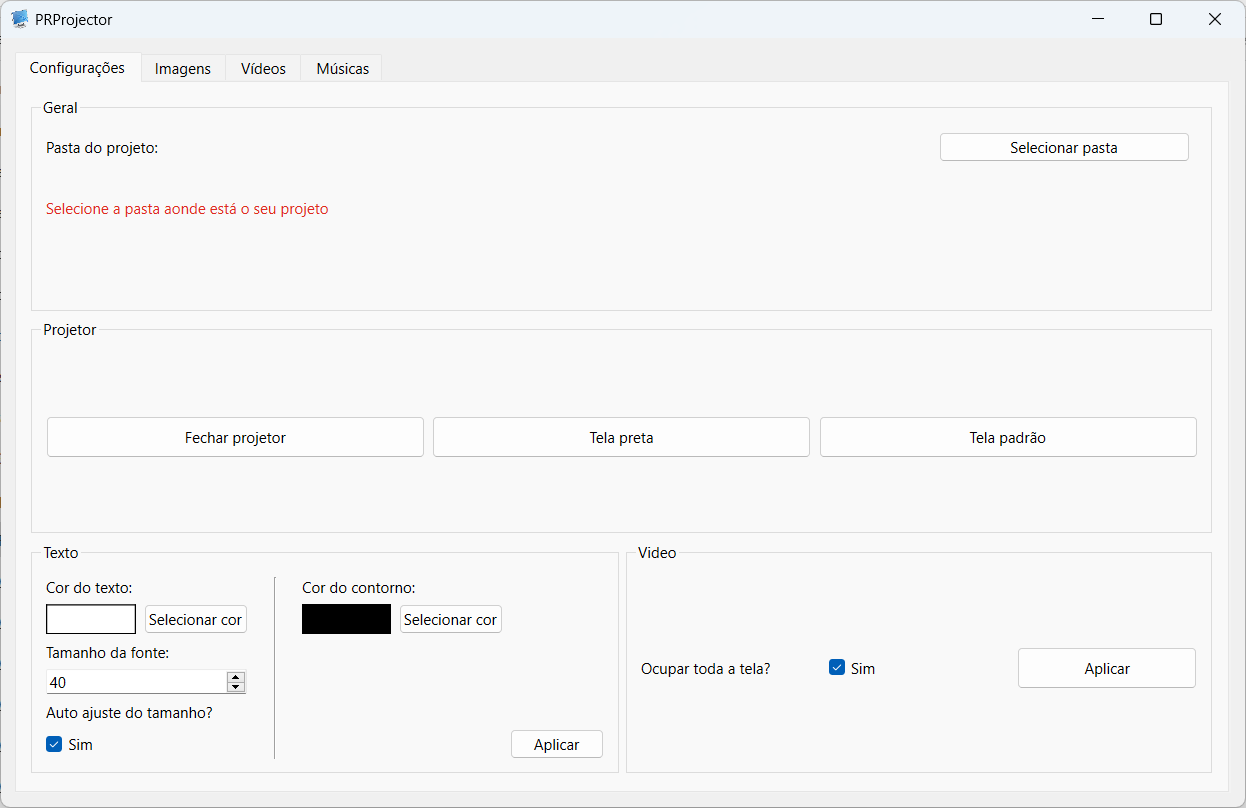 PRProjector
Configurações Imagens Vídeos Músicas
Geral
Pasta do projeto: Selecionar pasta
Selecione a pasta aonde está o seu projeto
Projetor
Fechar projetor Tela preta Tela padrão
Texto
Cor do texto: Cor do contorno:
Selecionar cor Selecionar cor
Tamanho da fonte:
40
Auto ajuste do tamanho?
Sim
Aplicar
Video
Ocupar toda a tela? Sim Aplicar